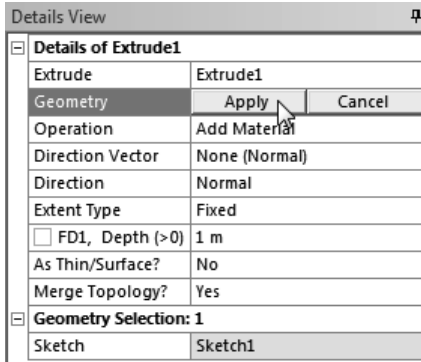 Details View
Details of Extrude1
Extrude Extrude1
Geometry Apply Cancel
Operation Add Material
Direction Vector None (Normal)
Direction Normal
Extent Type Fixed
FD1, Depth (>0) 1 m
As Thin/Surface? No
Merge Topology? Yes
Geometry Selection: 1
Sketch Sketch1